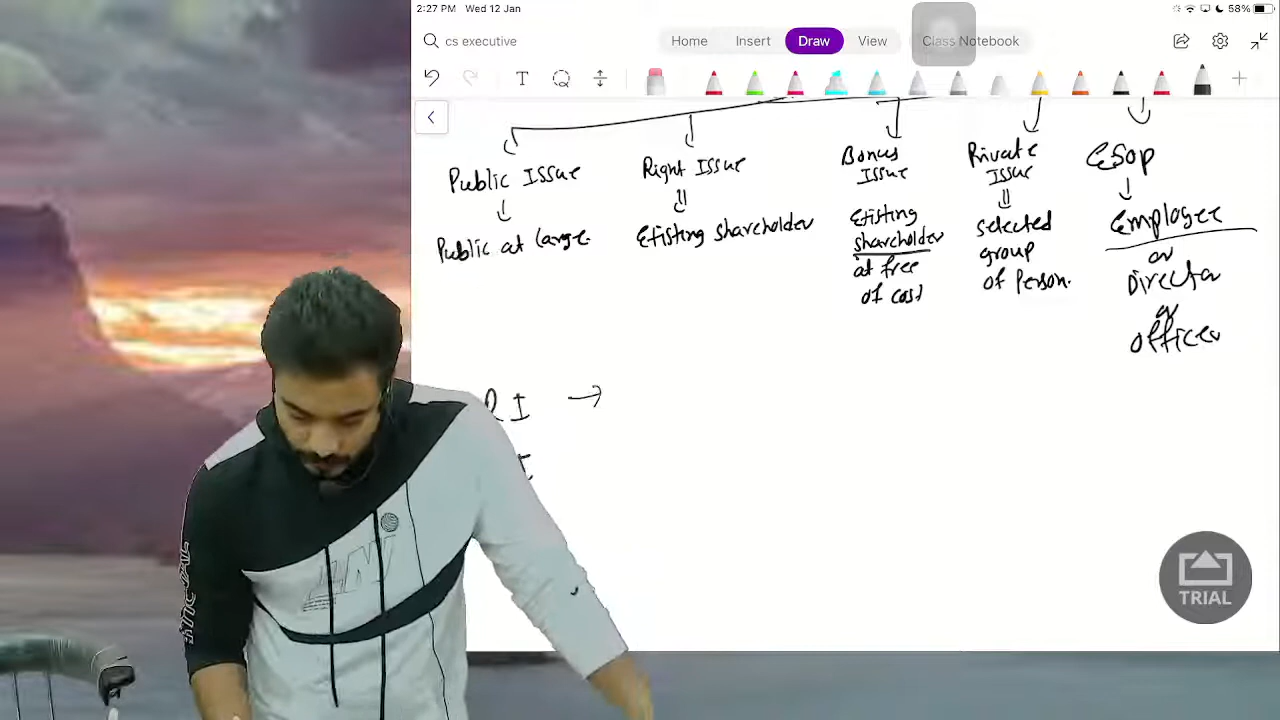 2:27 PM Wed 12 Jan
58%
cs executive
Home Insert Draw View Class Notebook
T
Public Issue
Public at large.
Right Issue
Existing shareholder
Bonus
Issue
Existing
shareholder
at free
of cost
Private
Issue
selected
group
of Person.
ESOP
Employee
or
Director
or
officer
I
TRIAL